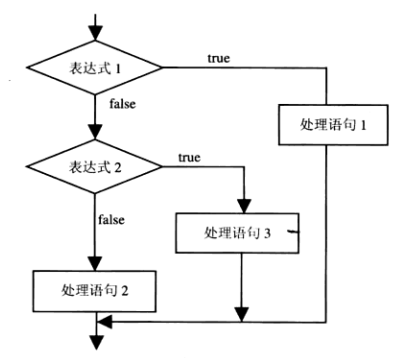 表达式 1
true
false
处理语句 1
表达式 2
true
false
处理语句 3
处理语句 2